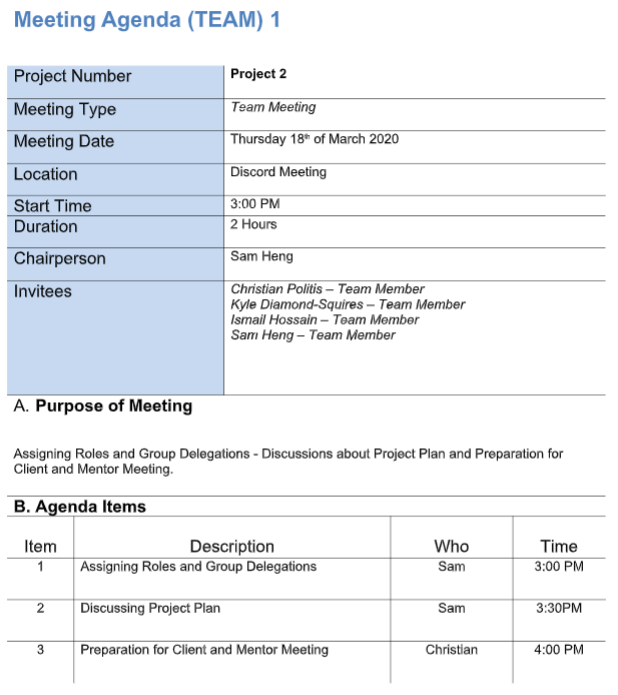 Meeting Agenda (TEAM) 1
Project Number Project 2
Meeting Type Team Meeting
Meeting Date Thursday 18th of March 2020
Location Discord Meeting
Start Time 3:00 PM
Duration 2 Hours
Chairperson Sam Heng
Invitees Christian Politis – Team Member
Kyle Diamond-Squires – Team Member
Ismail Hossain – Team Member
Sam Heng – Team Member
A. Purpose of Meeting
Assigning Roles and Group Delegations - Discussions about Project Plan and Preparation for
Client and Mentor Meeting.
B. Agenda Items
Item Description Who Time
1 Assigning Roles and Group Delegations Sam 3:00 PM
2 Discussing Project Plan Sam 3:30PM
3 Preparation for Client and Mentor Meeting Christian 4:00 PM